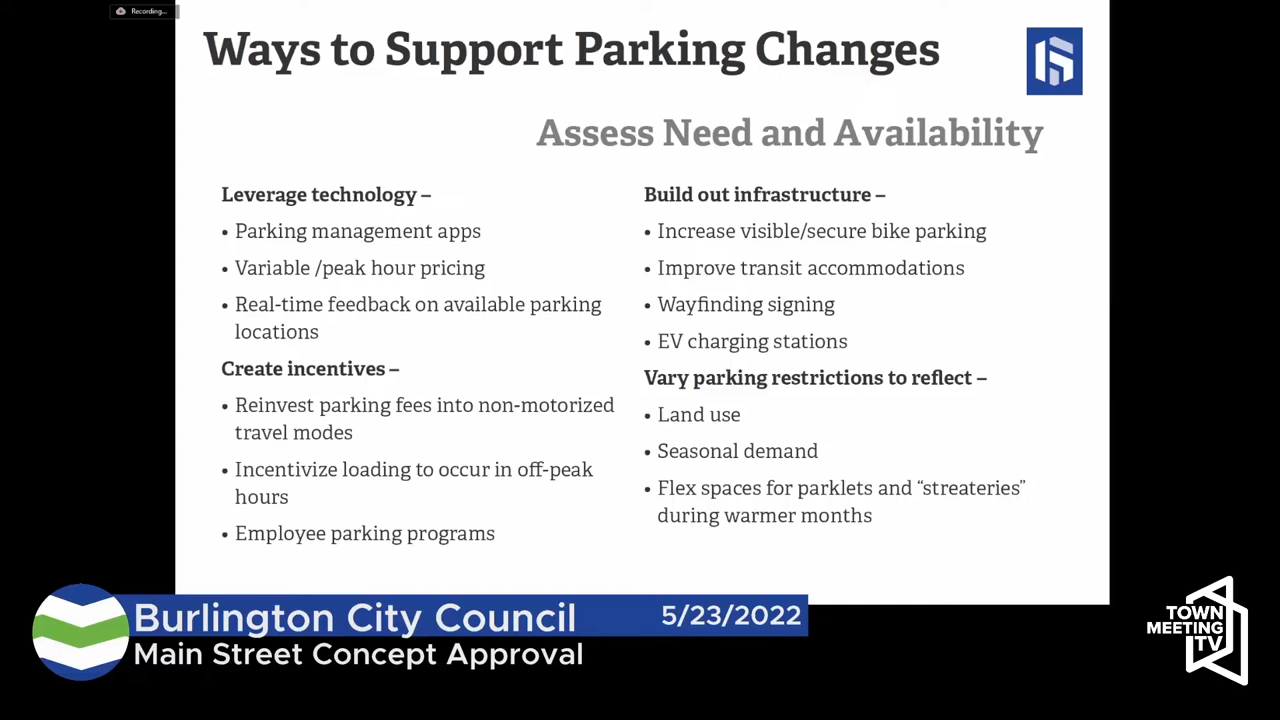 Recording...
Ways to Support Parking Changes
Assess Need and Availability
Leverage technology –
• Parking management apps
• Variable /peak hour pricing
• Real-time feedback on available parking
locations
Create incentives –
• Reinvest parking fees into non-motorized
travel modes
• Incentivize loading to occur in off-peak
hours
• Employee parking programs
Build out infrastructure –
• Increase visible/secure bike parking
• Improve transit accommodations
• Wayfinding signing
• EV charging stations
Vary parking restrictions to reflect –
• Land use
• Seasonal demand
• Flex spaces for parklets and “streateries”
during warmer months
Burlington City Council 5/23/2022
Main Street Concept Approval
TOWN
MEETING
TV